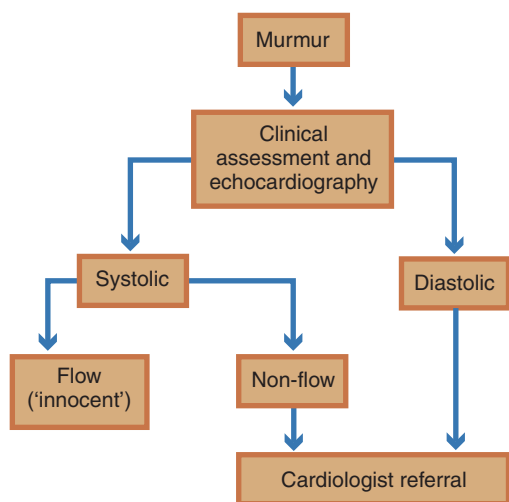 Murmur
Clinical
assessment and
echocardiography
Systolic
Diastolic
Flow
(‘innocent’)
Non-flow
Cardiologist referral